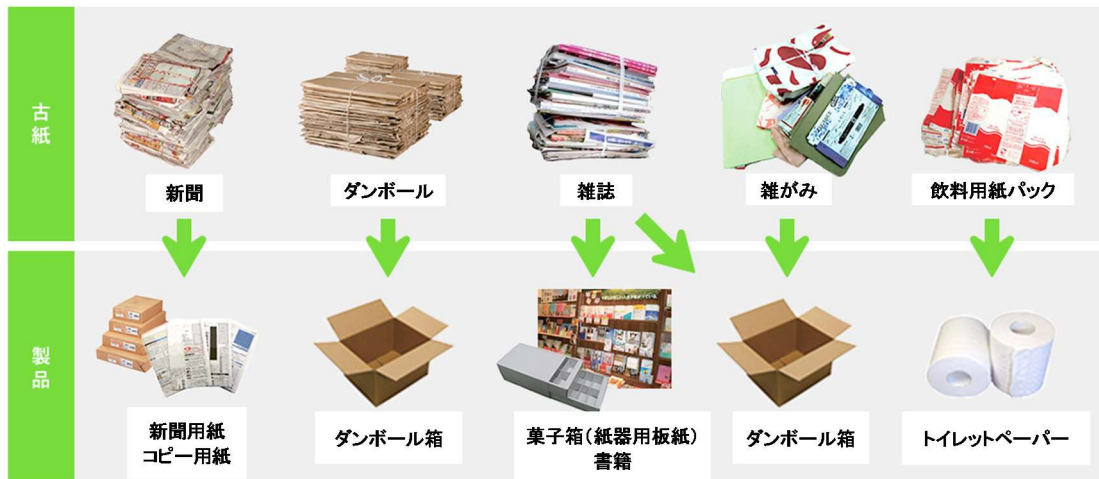 古紙
新聞
ダンボール
雑誌
雑がみ
飲料用紙パック
製品
新聞用紙
コピー用紙
ダンボール箱
菓子箱（紙器用板紙）
書籍
ダンボール箱
トイレットペーパー